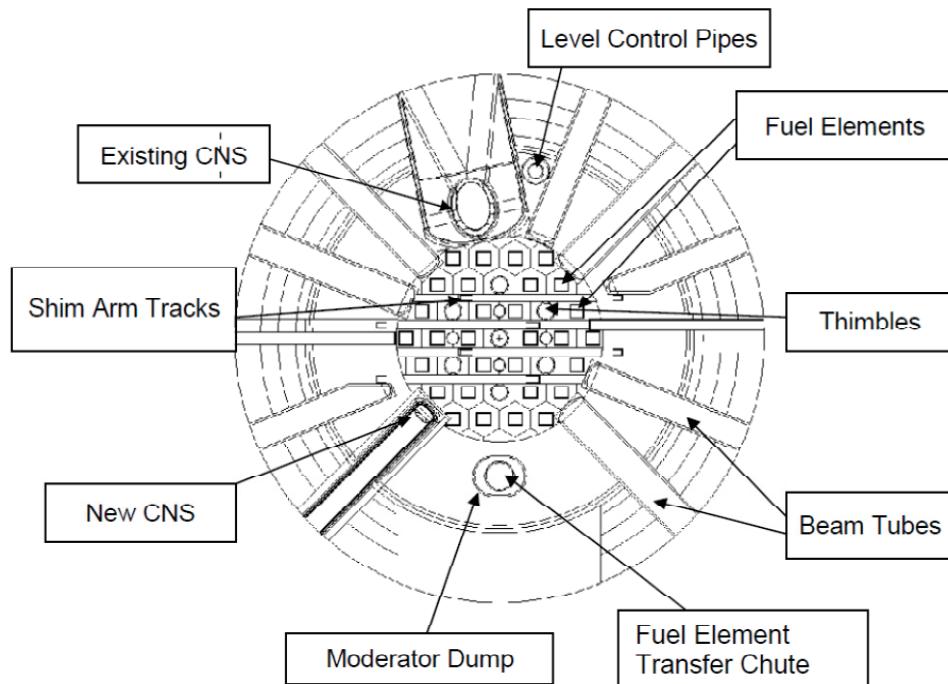 Level Control Pipes
Fuel Elements
Existing CNS
Shim Arm Tracks
Thimbles
New CNS
Beam Tubes
Moderator Dump
Fuel Element
Transfer Chute